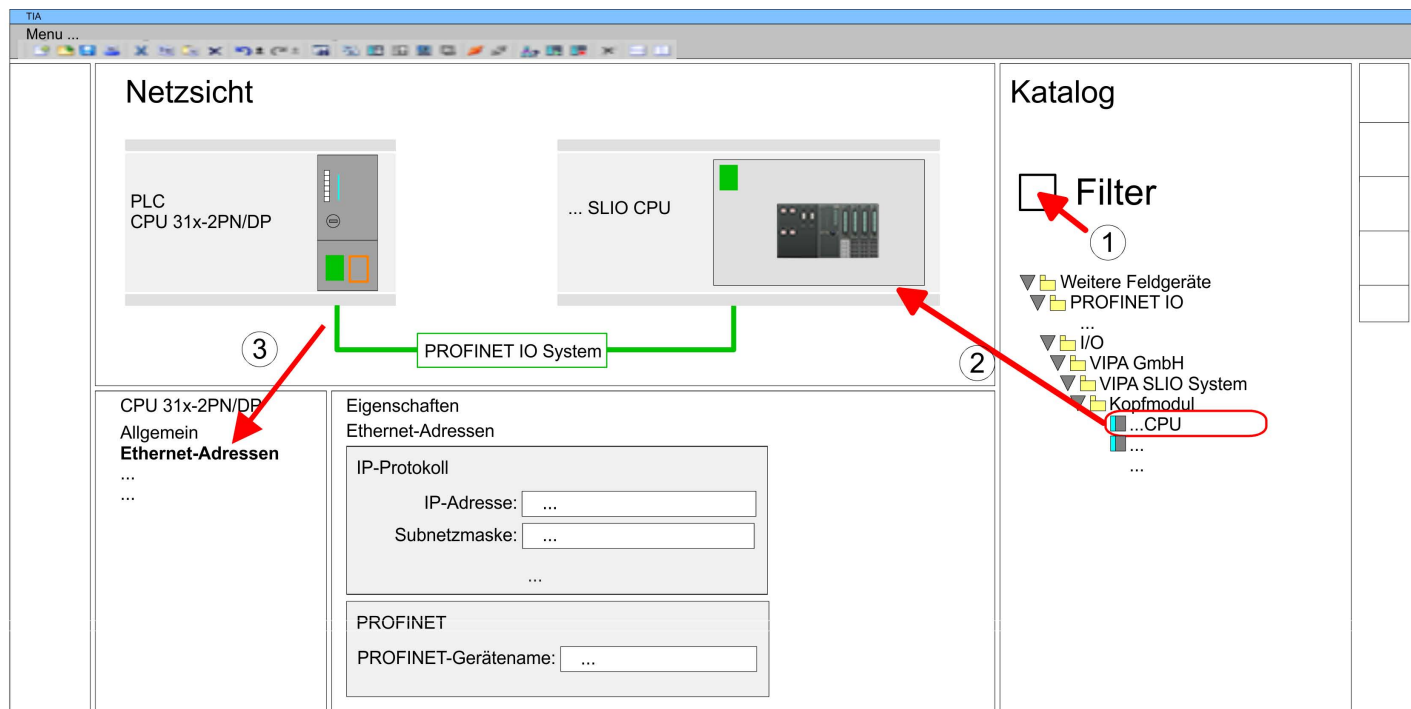 TIA
Menu ...
Netzsicht
PLC
CPU 31x-2PN/DP
... SLIO CPU
PROFINET IO System
3
2
Katalog
Filter
1
Weitere Feldgeräte
PROFINET IO
...
I/O
VIPA GmbH
VIPA SLIO System
Kopfmodul
...CPU
...
...
CPU 31x-2PN/DP
Allgemein
Ethernet-Adressen
...
...
Eigenschaften
Ethernet-Adressen
IP-Protokoll
IP-Adresse: ...
Subnetzmaske: ...
...
PROFINET
PROFINET-Gerätename: ...